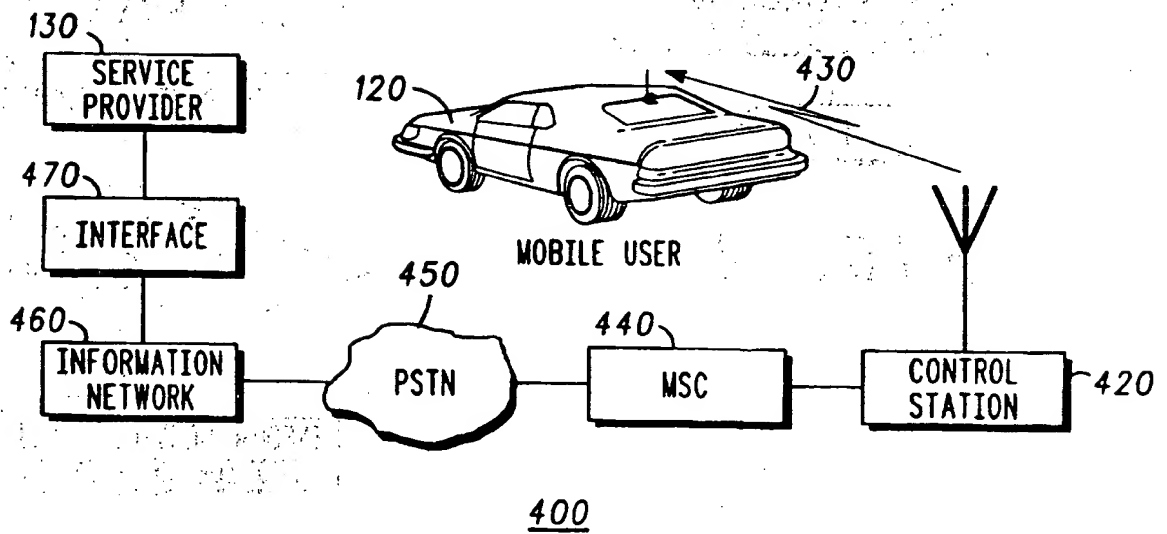 130
SERVICE
PROVIDER
120
430
470
INTERFACE
MOBILE USER
450
460
440
INFORMATION
NETWORK
PSTN
MSC
CONTROL
STATION
420
400